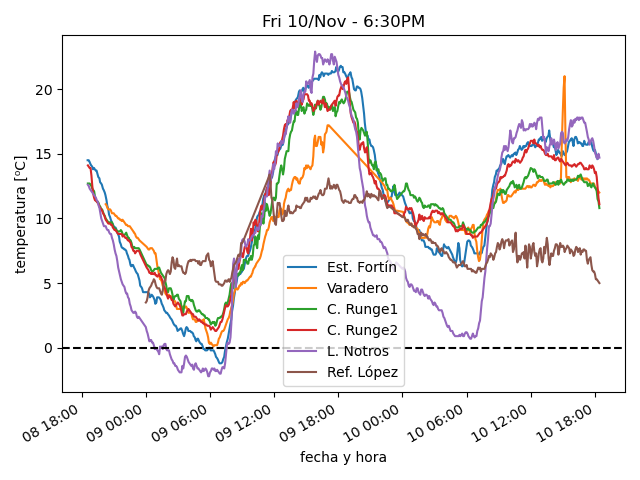 Fri 10/Nov - 6:30PM
temperatura [ºC]
20
15
10
5
0
Est. Fortín
Varadero
C. Runge1
C. Runge2
L. Notros
Ref. López
08 18:00
09 00:00
09 06:00
09 12:00
09 18:00
10 00:00
10 06:00
10 12:00
10 18:00
fecha y hora